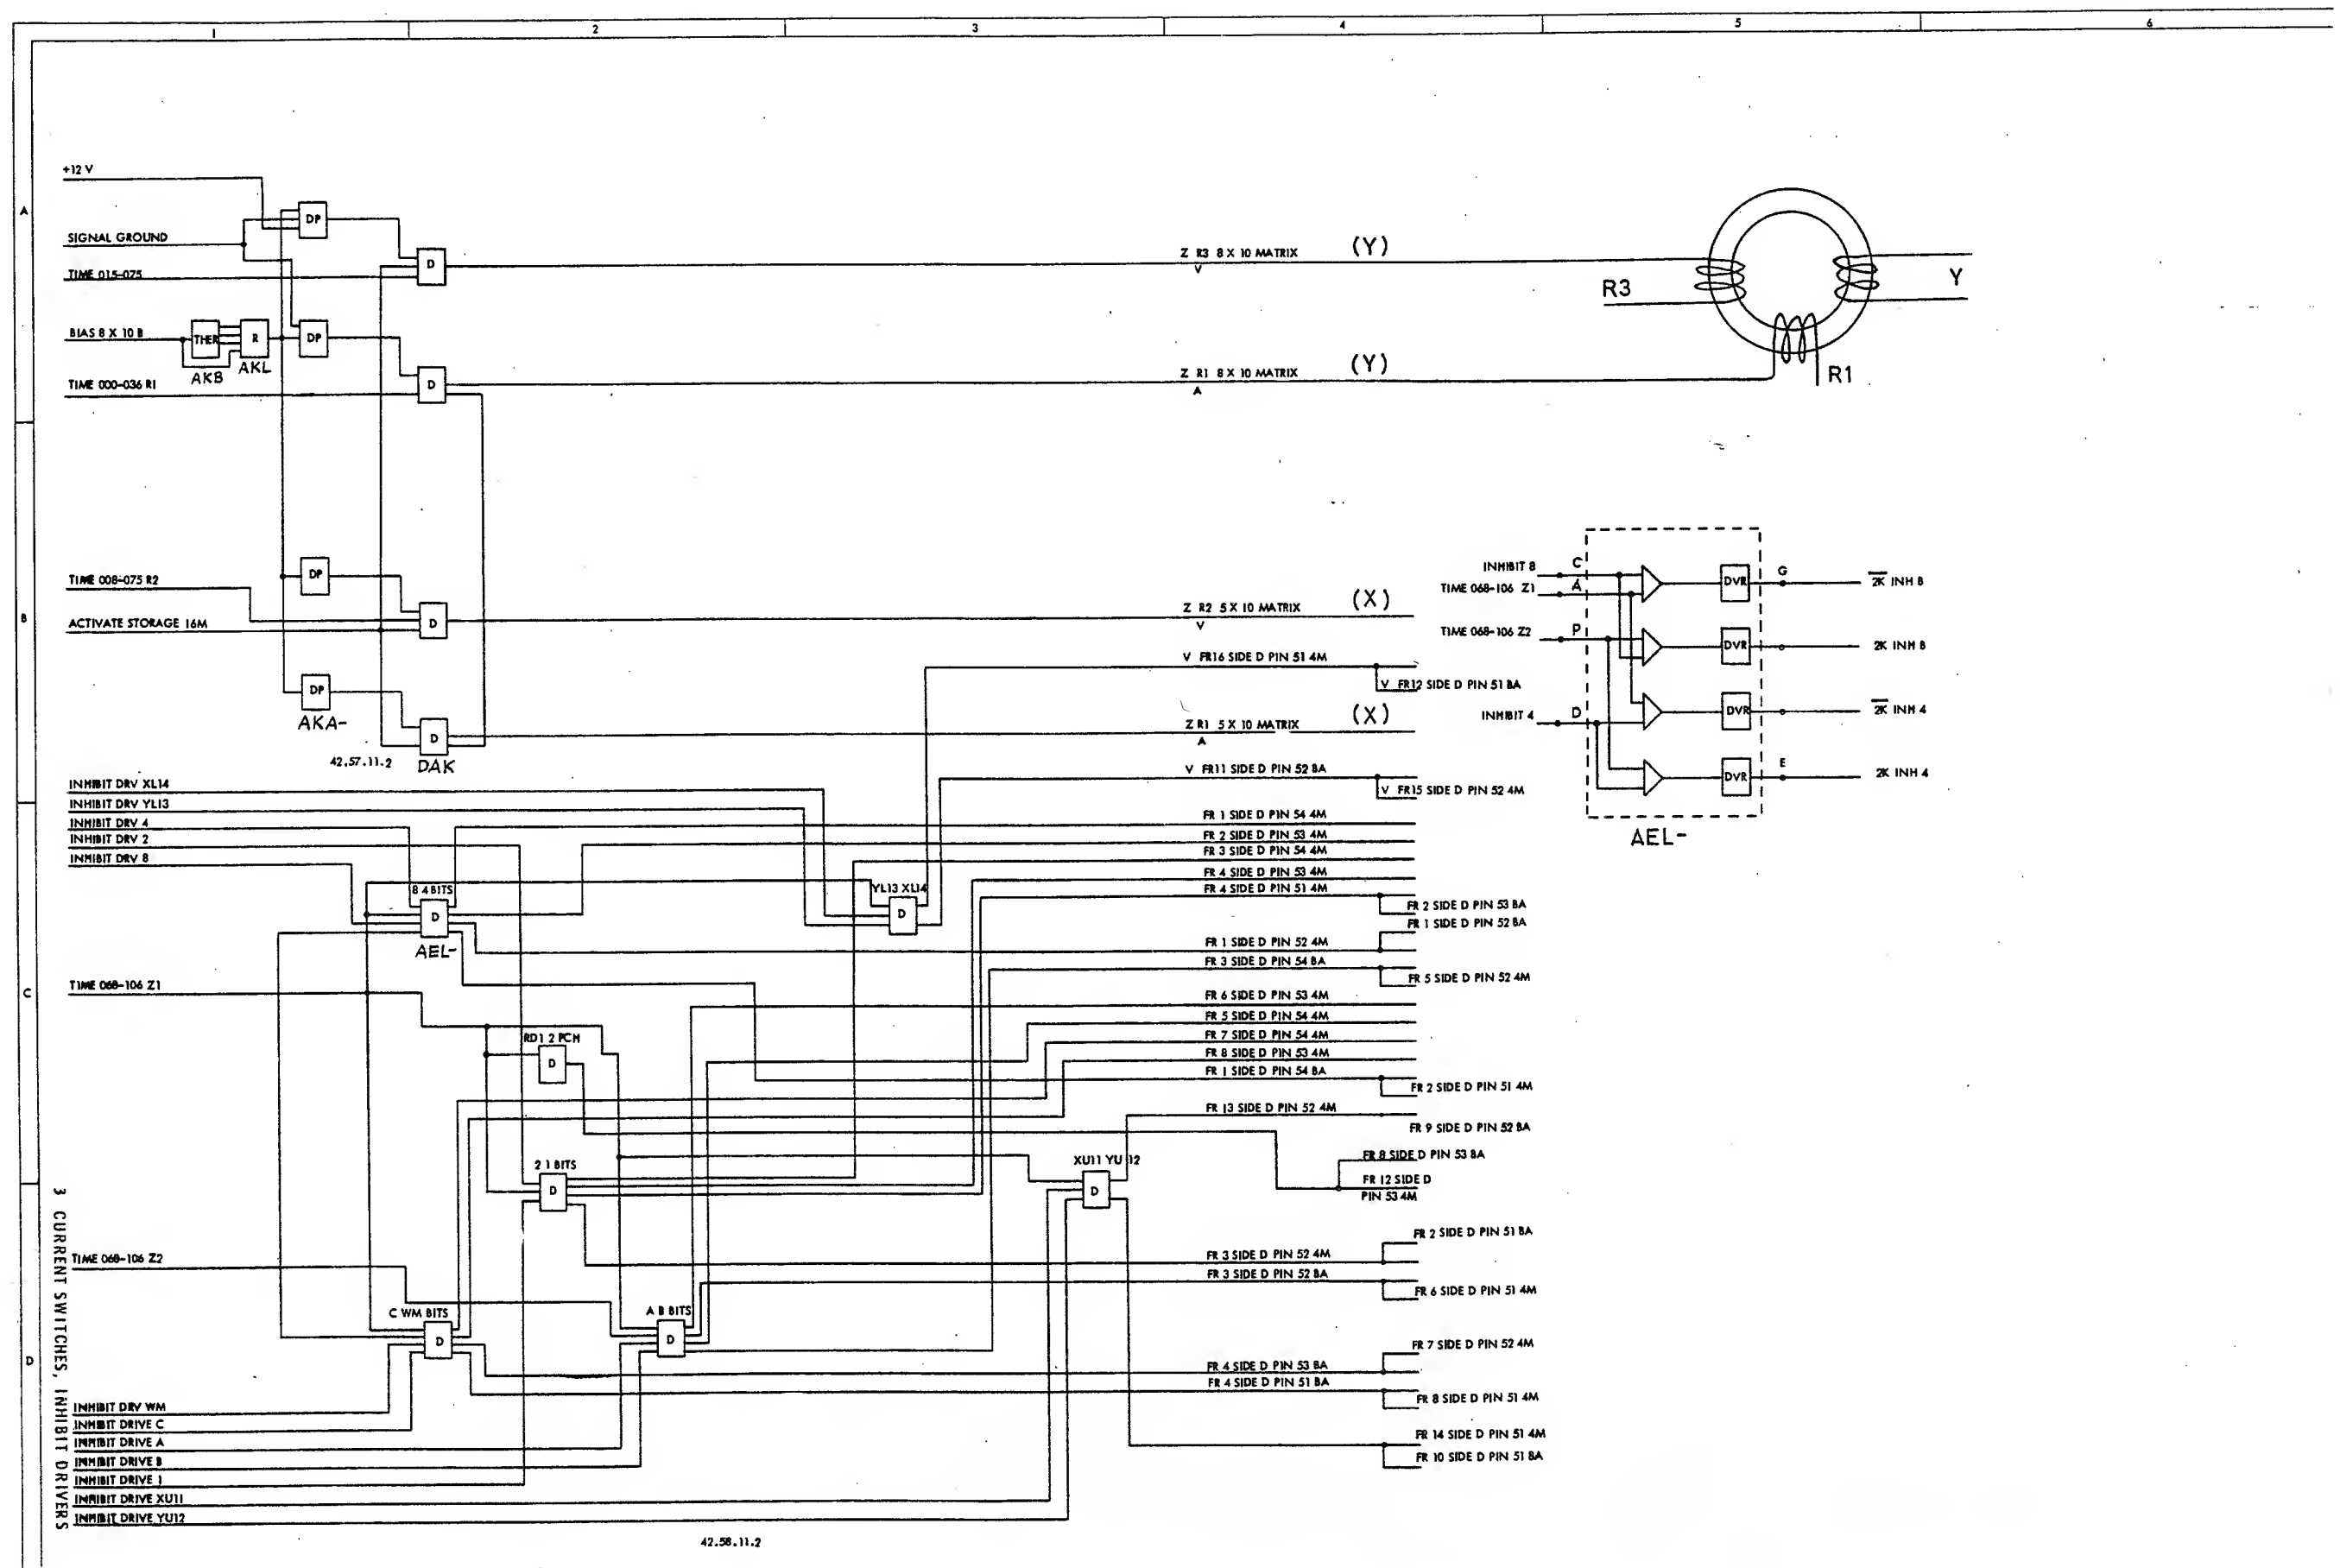 1 2 3 4 5 6
A
B
C
D
+12 V
SIGNAL GROUND
TIME 015-075
BIAS 8 X 10 B
TIME 000-036 R1
DP
D
DP
THER
R
AKB
AKL
D
Z R3 8 X 10 MATRIX
V
(Y)
Z R1 8 X 10 MATRIX
A
(Y)
R3
Y
R1
TIME 008-075 R2
ACTIVATE STORAGE 16M
DP
D
DP
AKA-
D
DAK
42.57.11.2
Z R2 5 X 10 MATRIX
V
(X)
V FR16 SIDE D PIN 51 4M
V FR12 SIDE D PIN 51 8A
Z R1 5 X 10 MATRIX
A
(X)
V FR11 SIDE D PIN 52 8A
V FR15 SIDE D PIN 52 4M
INHIBIT 8
C
TIME 068-106 Z1
A
TIME 068-106 Z2
P
INHIBIT 4
D
DVR
G
2K INH 8
DVR
2K INH 8
DVR
2K INH 4
DVR
E
2K INH 4
AEL-
INHIBIT DRV XL14
INHIBIT DRV YL13
INHIBIT DRV 4
INHIBIT DRV 2
INHIBIT DRV 8
8 4 BITS
D
AEL-
YL13 XL14
D
FR 1 SIDE D PIN 54 4M
FR 2 SIDE D PIN 53 4M
FR 3 SIDE D PIN 54 4M
FR 4 SIDE D PIN 53 4M
FR 4 SIDE D PIN 51 4M
FR 2 SIDE D PIN 53 8A
FR 1 SIDE D PIN 52 8A
FR 1 SIDE D PIN 52 4M
FR 3 SIDE D PIN 54 8A
FR 5 SIDE D PIN 52 4M
TIME 068-106 Z1
RD1 2 PCH
D
FR 6 SIDE D PIN 53 4M
FR 5 SIDE D PIN 54 4M
FR 7 SIDE D PIN 54 4M
FR 8 SIDE D PIN 53 4M
FR 1 SIDE D PIN 54 8A
FR 2 SIDE D PIN 51 4M
FR 13 SIDE D PIN 52 4M
FR 9 SIDE D PIN 52 8A
2 1 BITS
D
XU11 YU 12
D
FR 8 SIDE D PIN 53 8A
FR 12 SIDE D
PIN 53 4M
TIME 068-106 Z2
FR 2 SIDE D PIN 51 8A
FR 3 SIDE D PIN 52 4M
FR 3 SIDE D PIN 52 8A
FR 6 SIDE D PIN 51 4M
C WM BITS
D
A B BITS
D
FR 7 SIDE D PIN 52 4M
FR 4 SIDE D PIN 53 8A
FR 4 SIDE D PIN 51 8A
FR 8 SIDE D PIN 51 4M
INHIBIT DRV WM
INHIBIT DRIVE C
INHIBIT DRIVE A
INHIBIT DRIVE B
INHIBIT DRIVE 1
INHIBIT DRIVE XU11
INHIBIT DRIVE YU12
FR 14 SIDE D PIN 51 4M
FR 10 SIDE D PIN 51 8A
42.58.11.2
3 CURRENT SWITCHES, INHIBIT DRIVERS